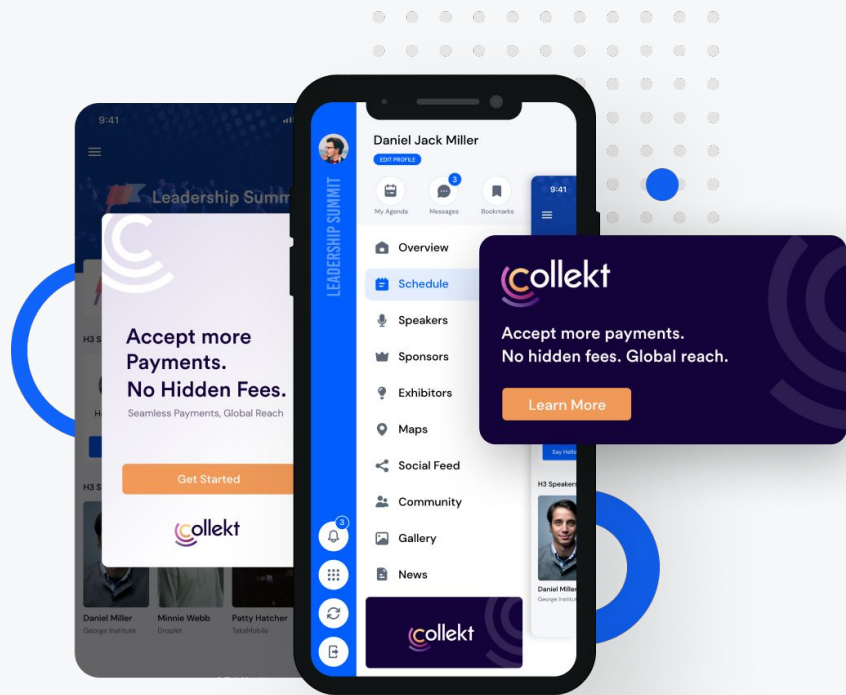 9:41
Leadership Summ
H3 S
Accept more
Payments.
No Hidden Fees.
Seamless Payments, Global Reach
Get Started
collekt
H3 S
Daniel Miller
George Institute
Minnie Webb
Droplet
Patty Hatcher
TeksMobile
LEADERSHIP SUMMIT
3
Daniel Jack Miller
EDIT PROFILE
3
My Agenda
Messages
Bookmarks
Overview
Schedule
Speakers
Sponsors
Exhibitors
Maps
Social Feed
Community
Gallery
News
collekt
9:41
collekt
Accept more payments.
No hidden fees. Global reach.
Learn More
Say Hello
H3 Speakers
Daniel Miller
George Institu